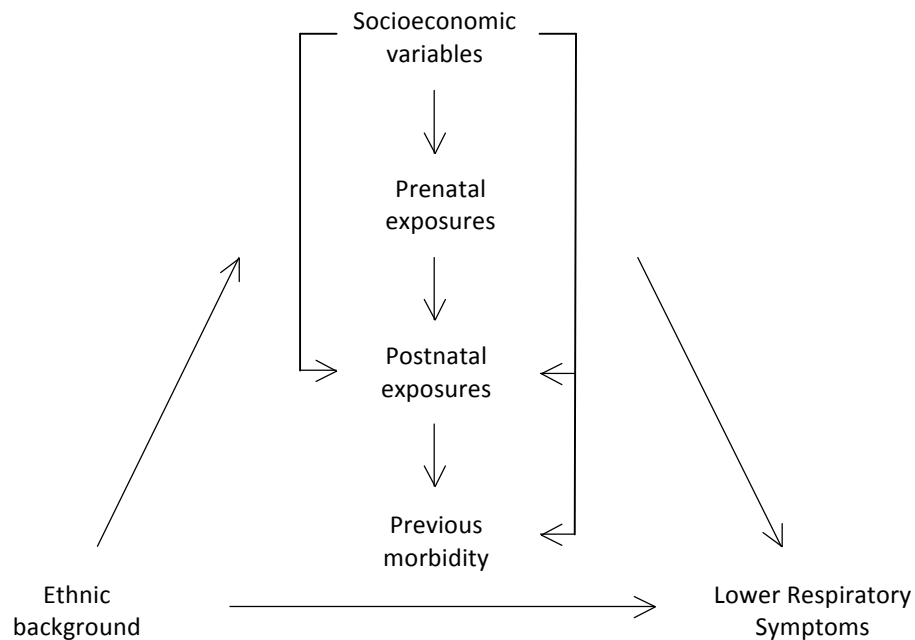 Socioeconomic
variables
Prenatal
exposures
Postnatal
exposures
Previous
morbidity
Ethnic
background
Lower Respiratory
Symptoms